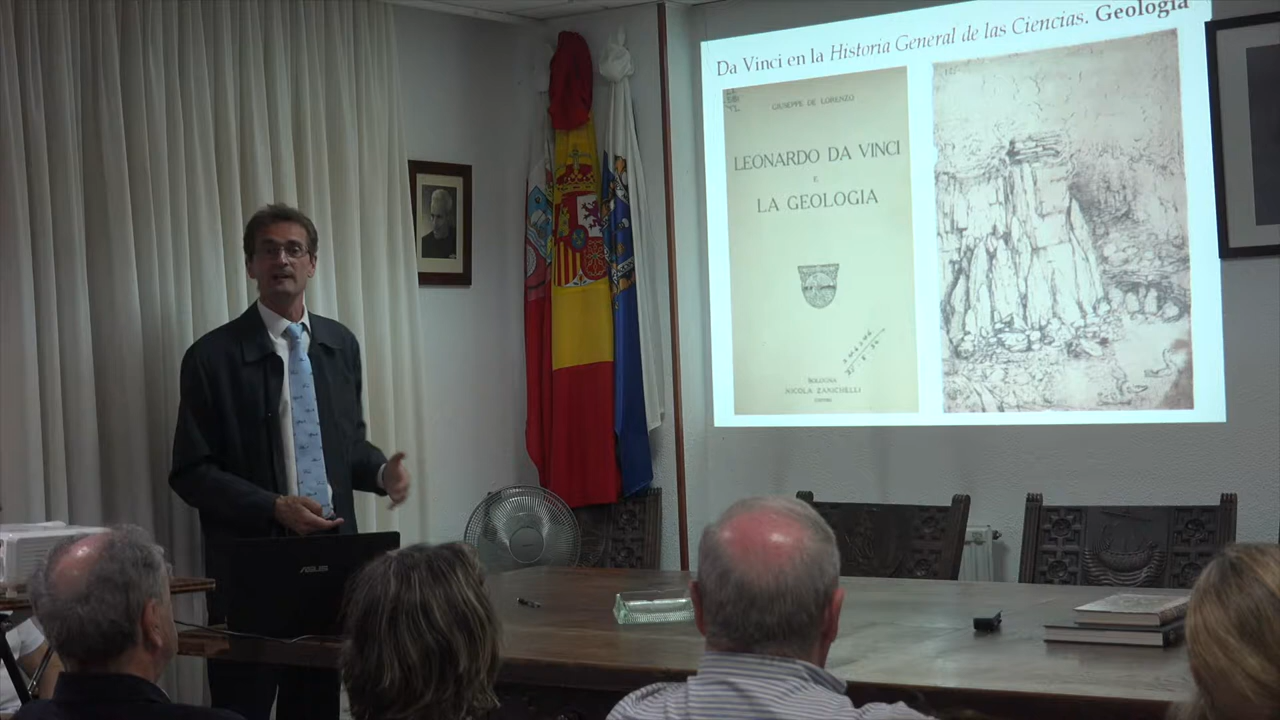 Da Vinci en la Historia General de las Ciencias. Geología
GIUSEPPE DE LORENZO
LEONARDO DA VINCI
E
LA GEOLOGIA
BOLOGNA
NICOLA ZANICHELLI
EDITORE
ASUS